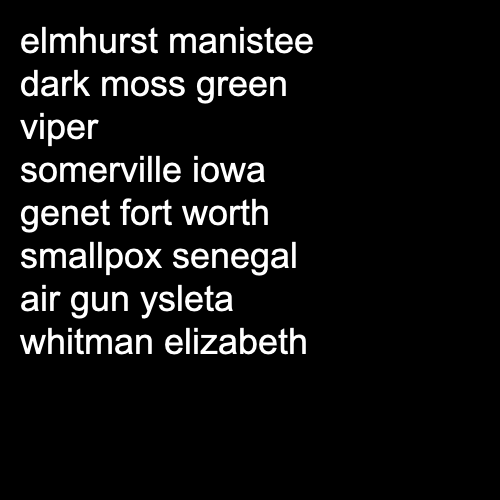 elmhurst manistee
dark moss green
viper
somerville iowa
genet fort worth
smallpox senegal
air gun ysleta
whitman elizabeth